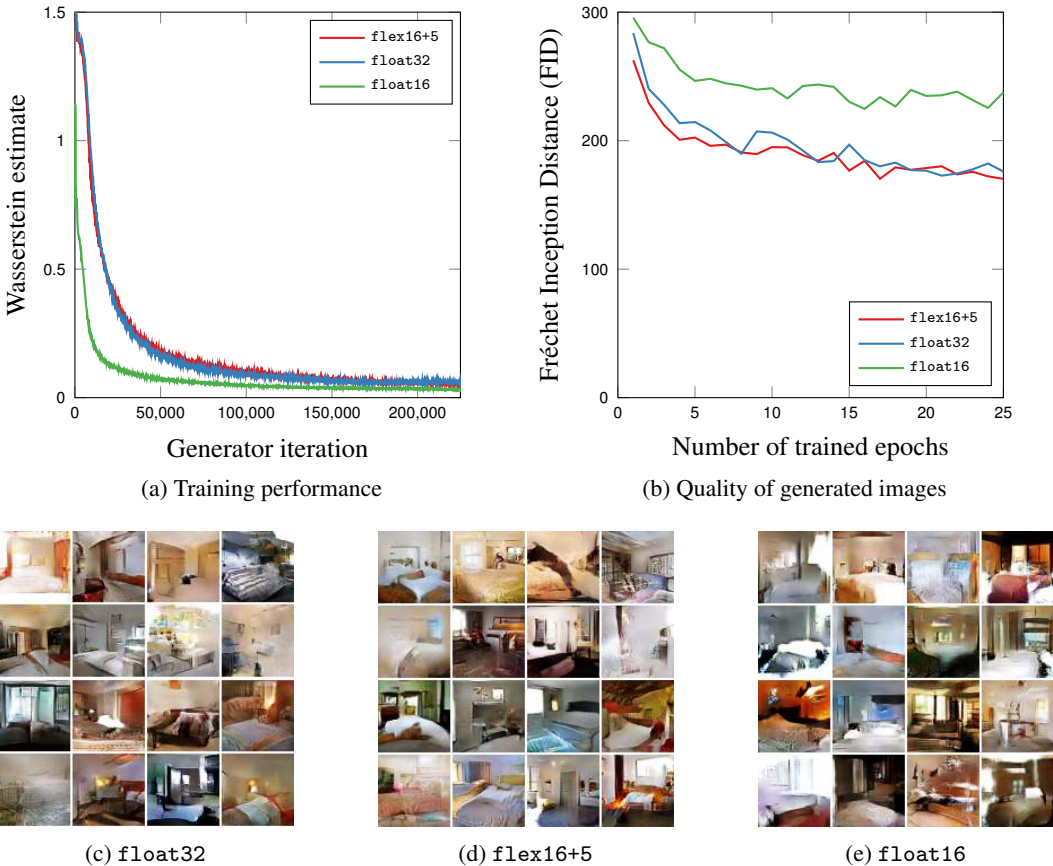 1.5
1
0.5
0
Wasserstein estimate
flex16+5
float32
float16
0
50,000
100,000
150,000
200,000
Generator iteration
(a) Training performance
300
200
100
0
Fréchet Inception Distance (FID)
flex16+5
float32
float16
0
5
10
15
20
25
Number of trained epochs
(b) Quality of generated images
(c) float32
(d) flex16+5
(e) float16